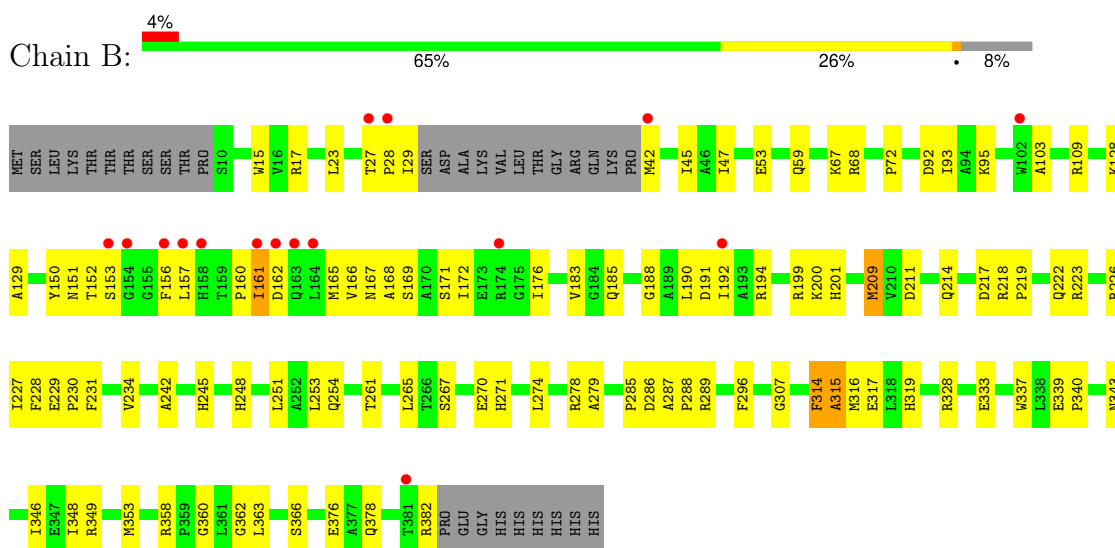 4%
Chain B:
65% 26% • 8%
MET SER LEU LYS THR THR THR SER SER THR PRO S10 W15 V16 R17 L23 T27 P28 I29 SER ASP ALA LYS VAL LEU THR GLY ARG GLN LYS PRO M42 I45 A46 I47 E53 Q59 K67 R68 P72 D92 I93 A94 K95 W102 A103 R109 K128
A129 Y150 N151 T152 S153 G154 G155 F156 L157 H158 T159 P160 I161 D162 Q163 L164 M165 V166 N167 A168 S169 A170 S171 I172 E173 R174 G175 I176 V183 G184 Q185 G188 A189 L190 D191 I192 A193 R194 R199 K200 H201 M209 V210 D211 Q214 D217 R218 P219 Q222 R223
I227 F228 E229 P230 F231 V234 A242 H245 H248 L251 A252 L253 Q254 T261 L265 T266 S267 E270 H271 L274 R278 A279 P285 D286 A287 P288 R289 F296 G307 F314 A315 M316 E317 L318 H319 R328 E333 W337 L338 E339 P340
I346 E347 I348 R349 M353 R358 P359 G360 L361 G362 L363 S366 E376 A377 Q378 T381 R382 PRO GLU GLY HIS HIS HIS HIS HIS HIS